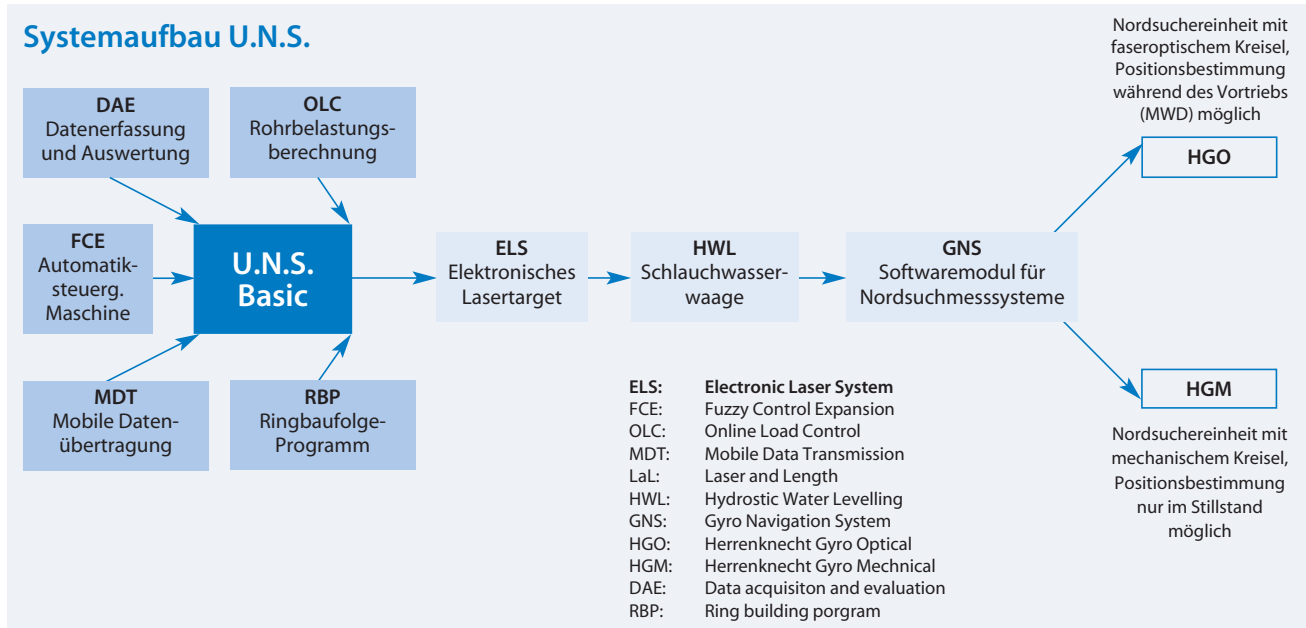 Systemaufbau U.N.S.
DAE
Datenerfassung
und Auswertung
OLC
Rohrbelastungs-
berechnung
FCE
Automatik-
steuerg.
Maschine
U.N.S.
Basic
MDT
Mobile Daten-
übertragung
RBP
Ringbaufolge-
Programm
ELS
Elektronisches
Lasertarget
HWL
Schlauchwasser-
waage
GNS
Softwaremodul für
Nordsuchmesssysteme
Nordsuchereinheit mit
faseroptischem Kreisel,
Positionsbestimmung
während des Vortriebs
(MWD) möglich
HGO
HGM
Nordsuchereinheit mit
mechanischem Kreisel,
Positionsbestimmung
nur im Stillstand
möglich
ELS: Electronic Laser System
FCE: Fuzzy Control Expansion
OLC: Online Load Control
MDT: Mobile Data Transmission
LaL: Laser and Length
HWL: Hydrostic Water Levelling
GNS: Gyro Navigation System
HGO: Herrenknecht Gyro Optical
HGM: Herrenknecht Gyro Mechnical
DAE: Data acquisiton and evaluation
RBP: Ring building porgram